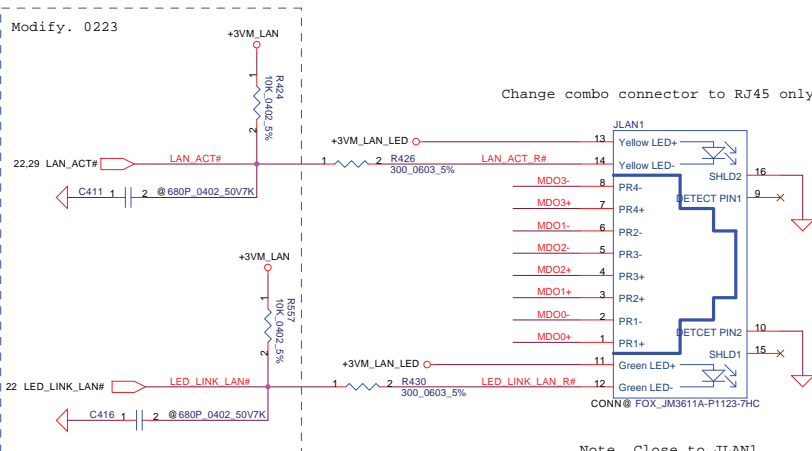 Modify. 0223
+3VM_LAN
1
R424
10K_0402_5%
2
Change combo connector to RJ45 only
JLAN1
+3VM_LAN_LED
13
Yellow LED+
22,29 LAN_ACT#
LAN_ACT#
1
2
R426
300_0603_5%
LAN_ACT_R#
14
Yellow LED-
SHLD2
16
C411
1
2
@680P_0402_50V7K
MDO3-
8
PR4-
DETECT PIN1
9
MDO3+
7
PR4+
MDO1-
6
PR2-
MDO2-
5
PR3-
MDO2+
4
PR3+
MDO1+
3
PR2+
MDO0-
2
PR1-
DETCET PIN2
10
MDO0+
1
PR1+
SHLD1
15
+3VM_LAN
1
R557
10K_0402_5%
2
+3VM_LAN_LED
11
Green LED+
22 LED_LINK_LAN#
LED_LINK_LAN#
1
2
R430
300_0603_5%
LED_LINK_LAN_R#
12
Green LED-
CONN@ FOX_JM3611A-P1123-7HC
C416
1
2
@680P_0402_50V7K
Note. Close to JLAN1